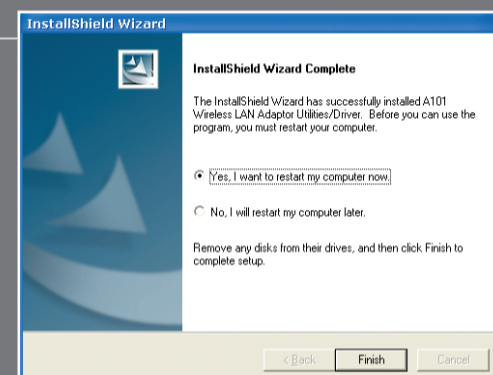 InstallShield Wizard
InstallShield Wizard Complete
The InstallShield Wizard has successfully installed A101
Wireless LAN Adaptor Utilities/Driver. Before you can use the
program, you must restart your computer.
Yes, I want to restart my computer now.
No, I will restart my computer later.
Remove any disks from their drives, and then click Finish to
complete setup.
< Back
Finish
Cancel